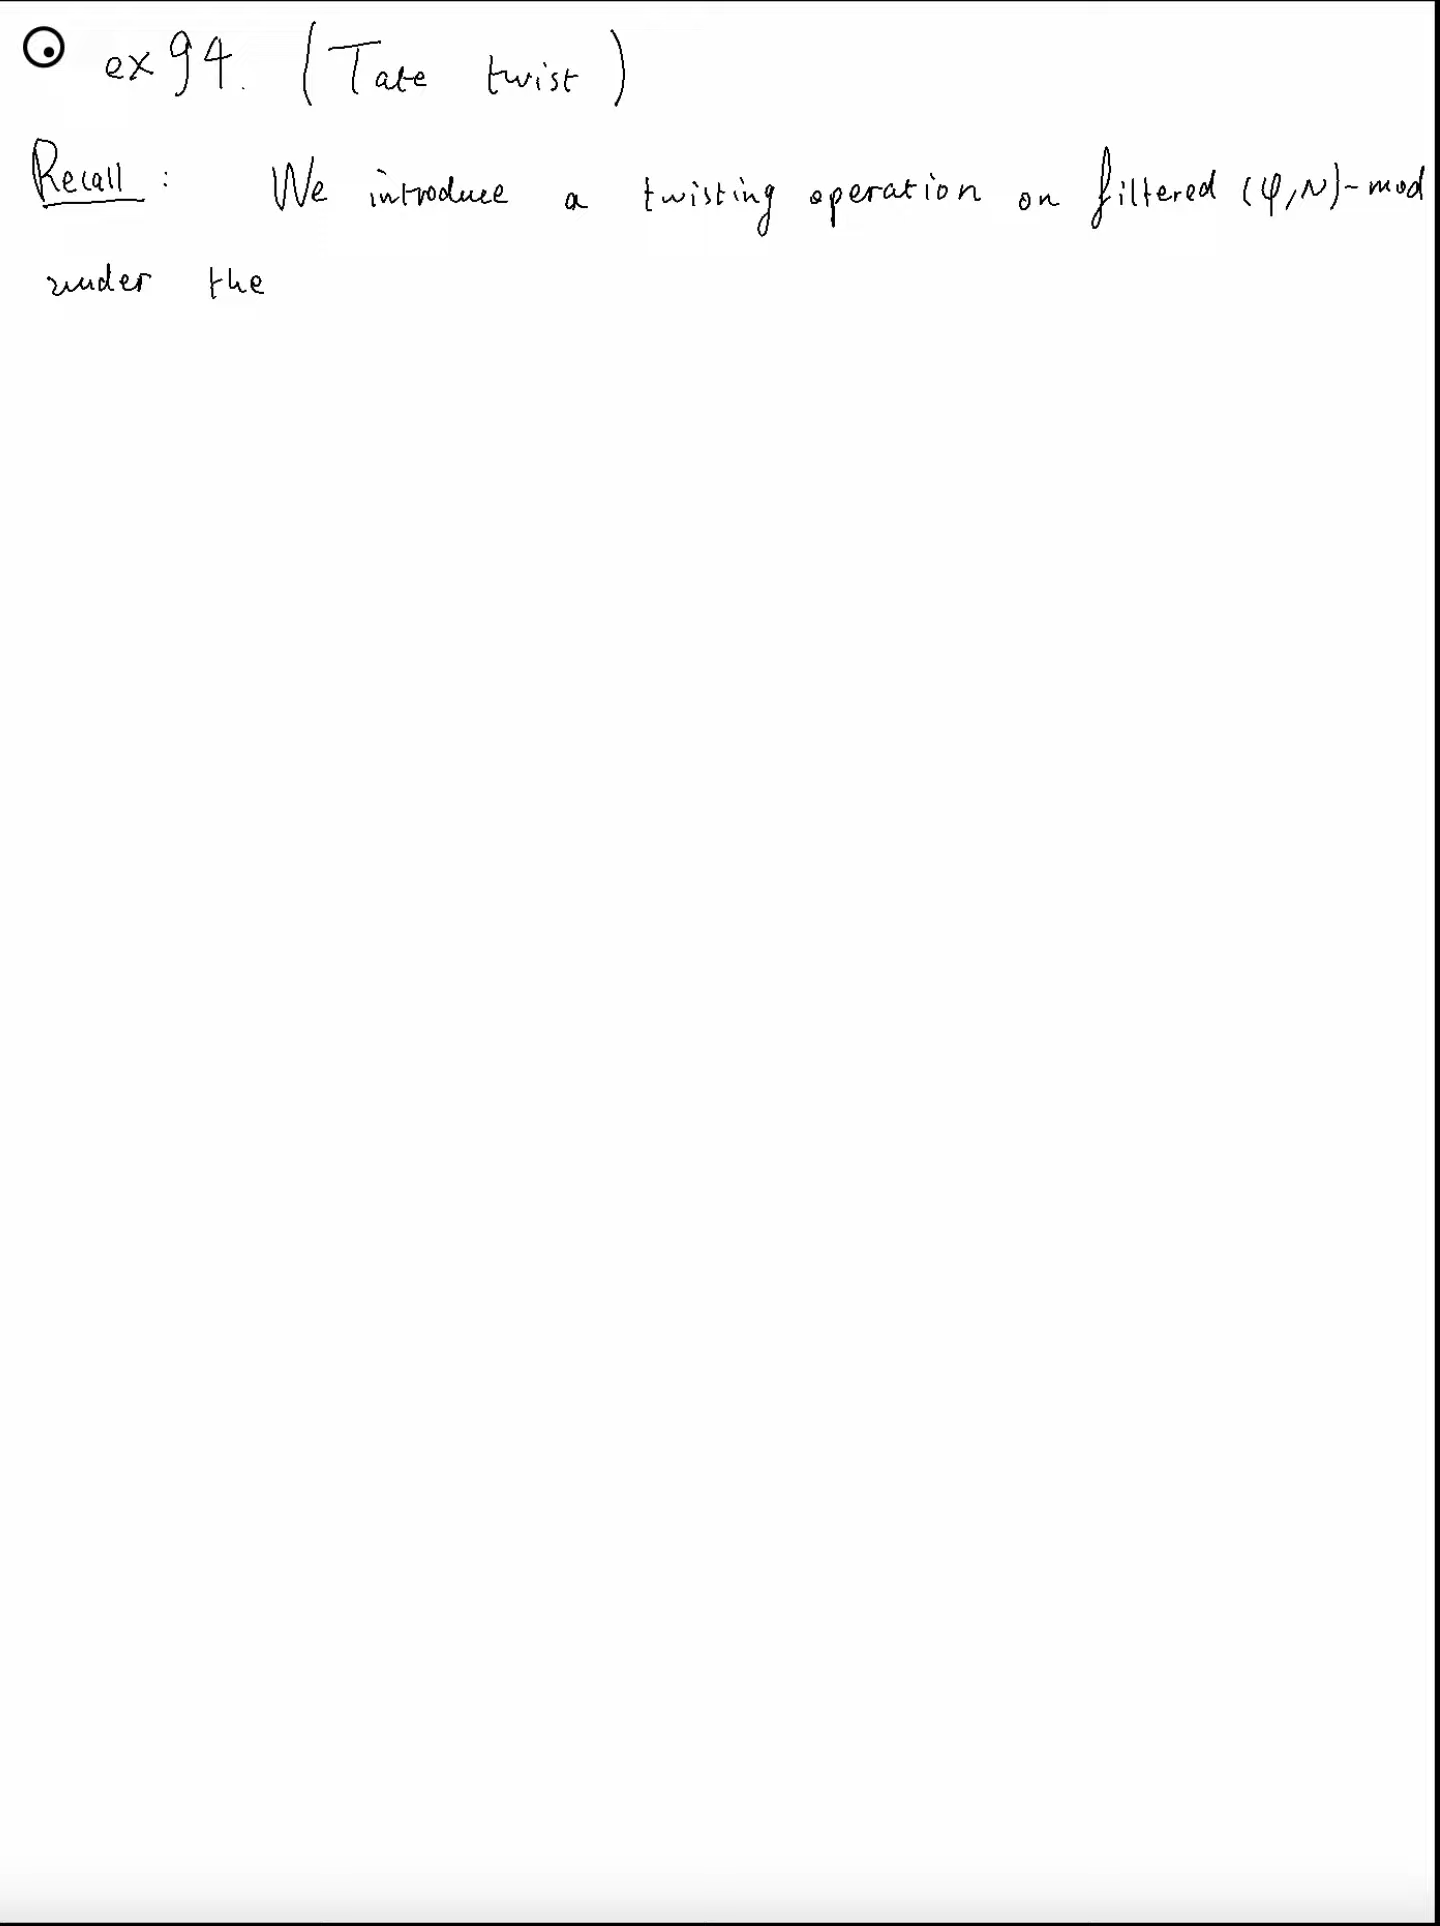 ex 94. (Tate twist)
Recall: We introduce a twisting operation on filtered (φ,N)-mod
under the